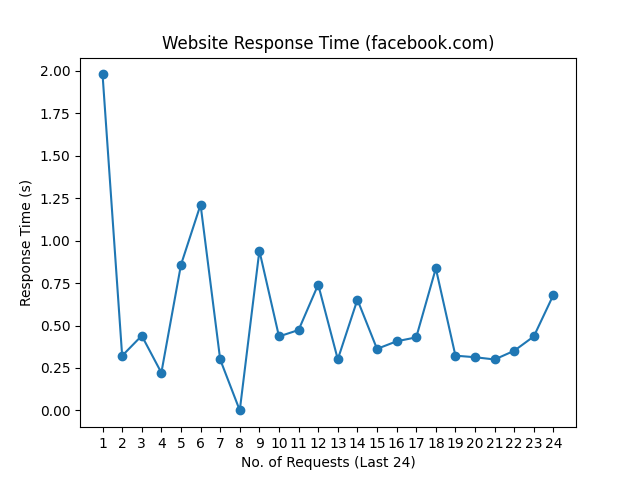 Website Response Time (facebook.com)
2.00
1.75
1.50
1.25
1.00
0.75
0.50
0.25
0.00
Response Time (s)
1 2 3 4 5 6 7 8 9 10 11 12 13 14 15 16 17 18 19 20 21 22 23 24
No. of Requests (Last 24)